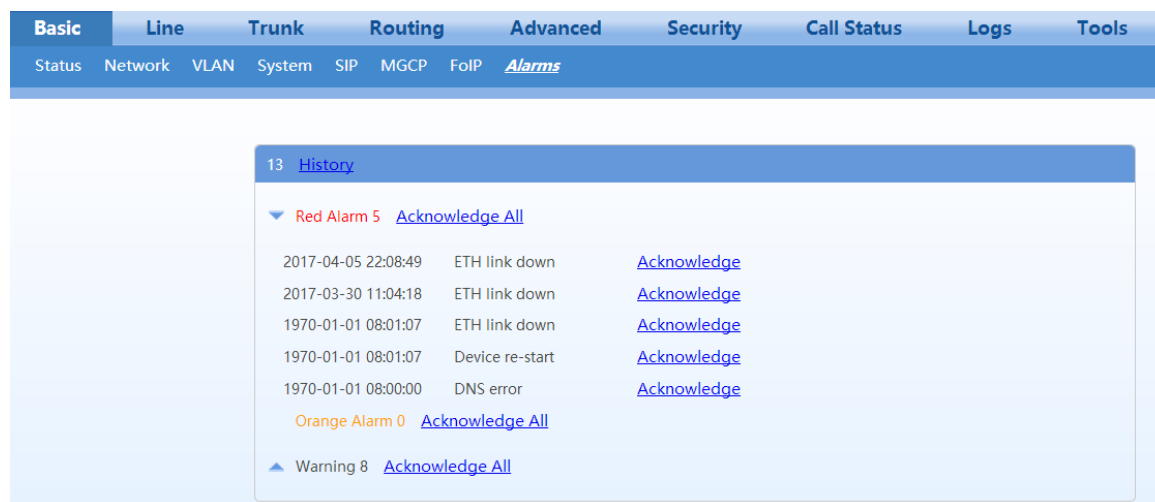 Basic Line Trunk Routing Advanced Security Call Status Logs Tools
Status Network VLAN System SIP MGCP FoIP Alarms
13 History
Red Alarm 5 Acknowledge All
2017-04-05 22:08:49 ETH link down Acknowledge
2017-03-30 11:04:18 ETH link down Acknowledge
1970-01-01 08:01:07 ETH link down Acknowledge
1970-01-01 08:01:07 Device re-start Acknowledge
1970-01-01 08:00:00 DNS error Acknowledge
Orange Alarm 0 Acknowledge All
Warning 8 Acknowledge All